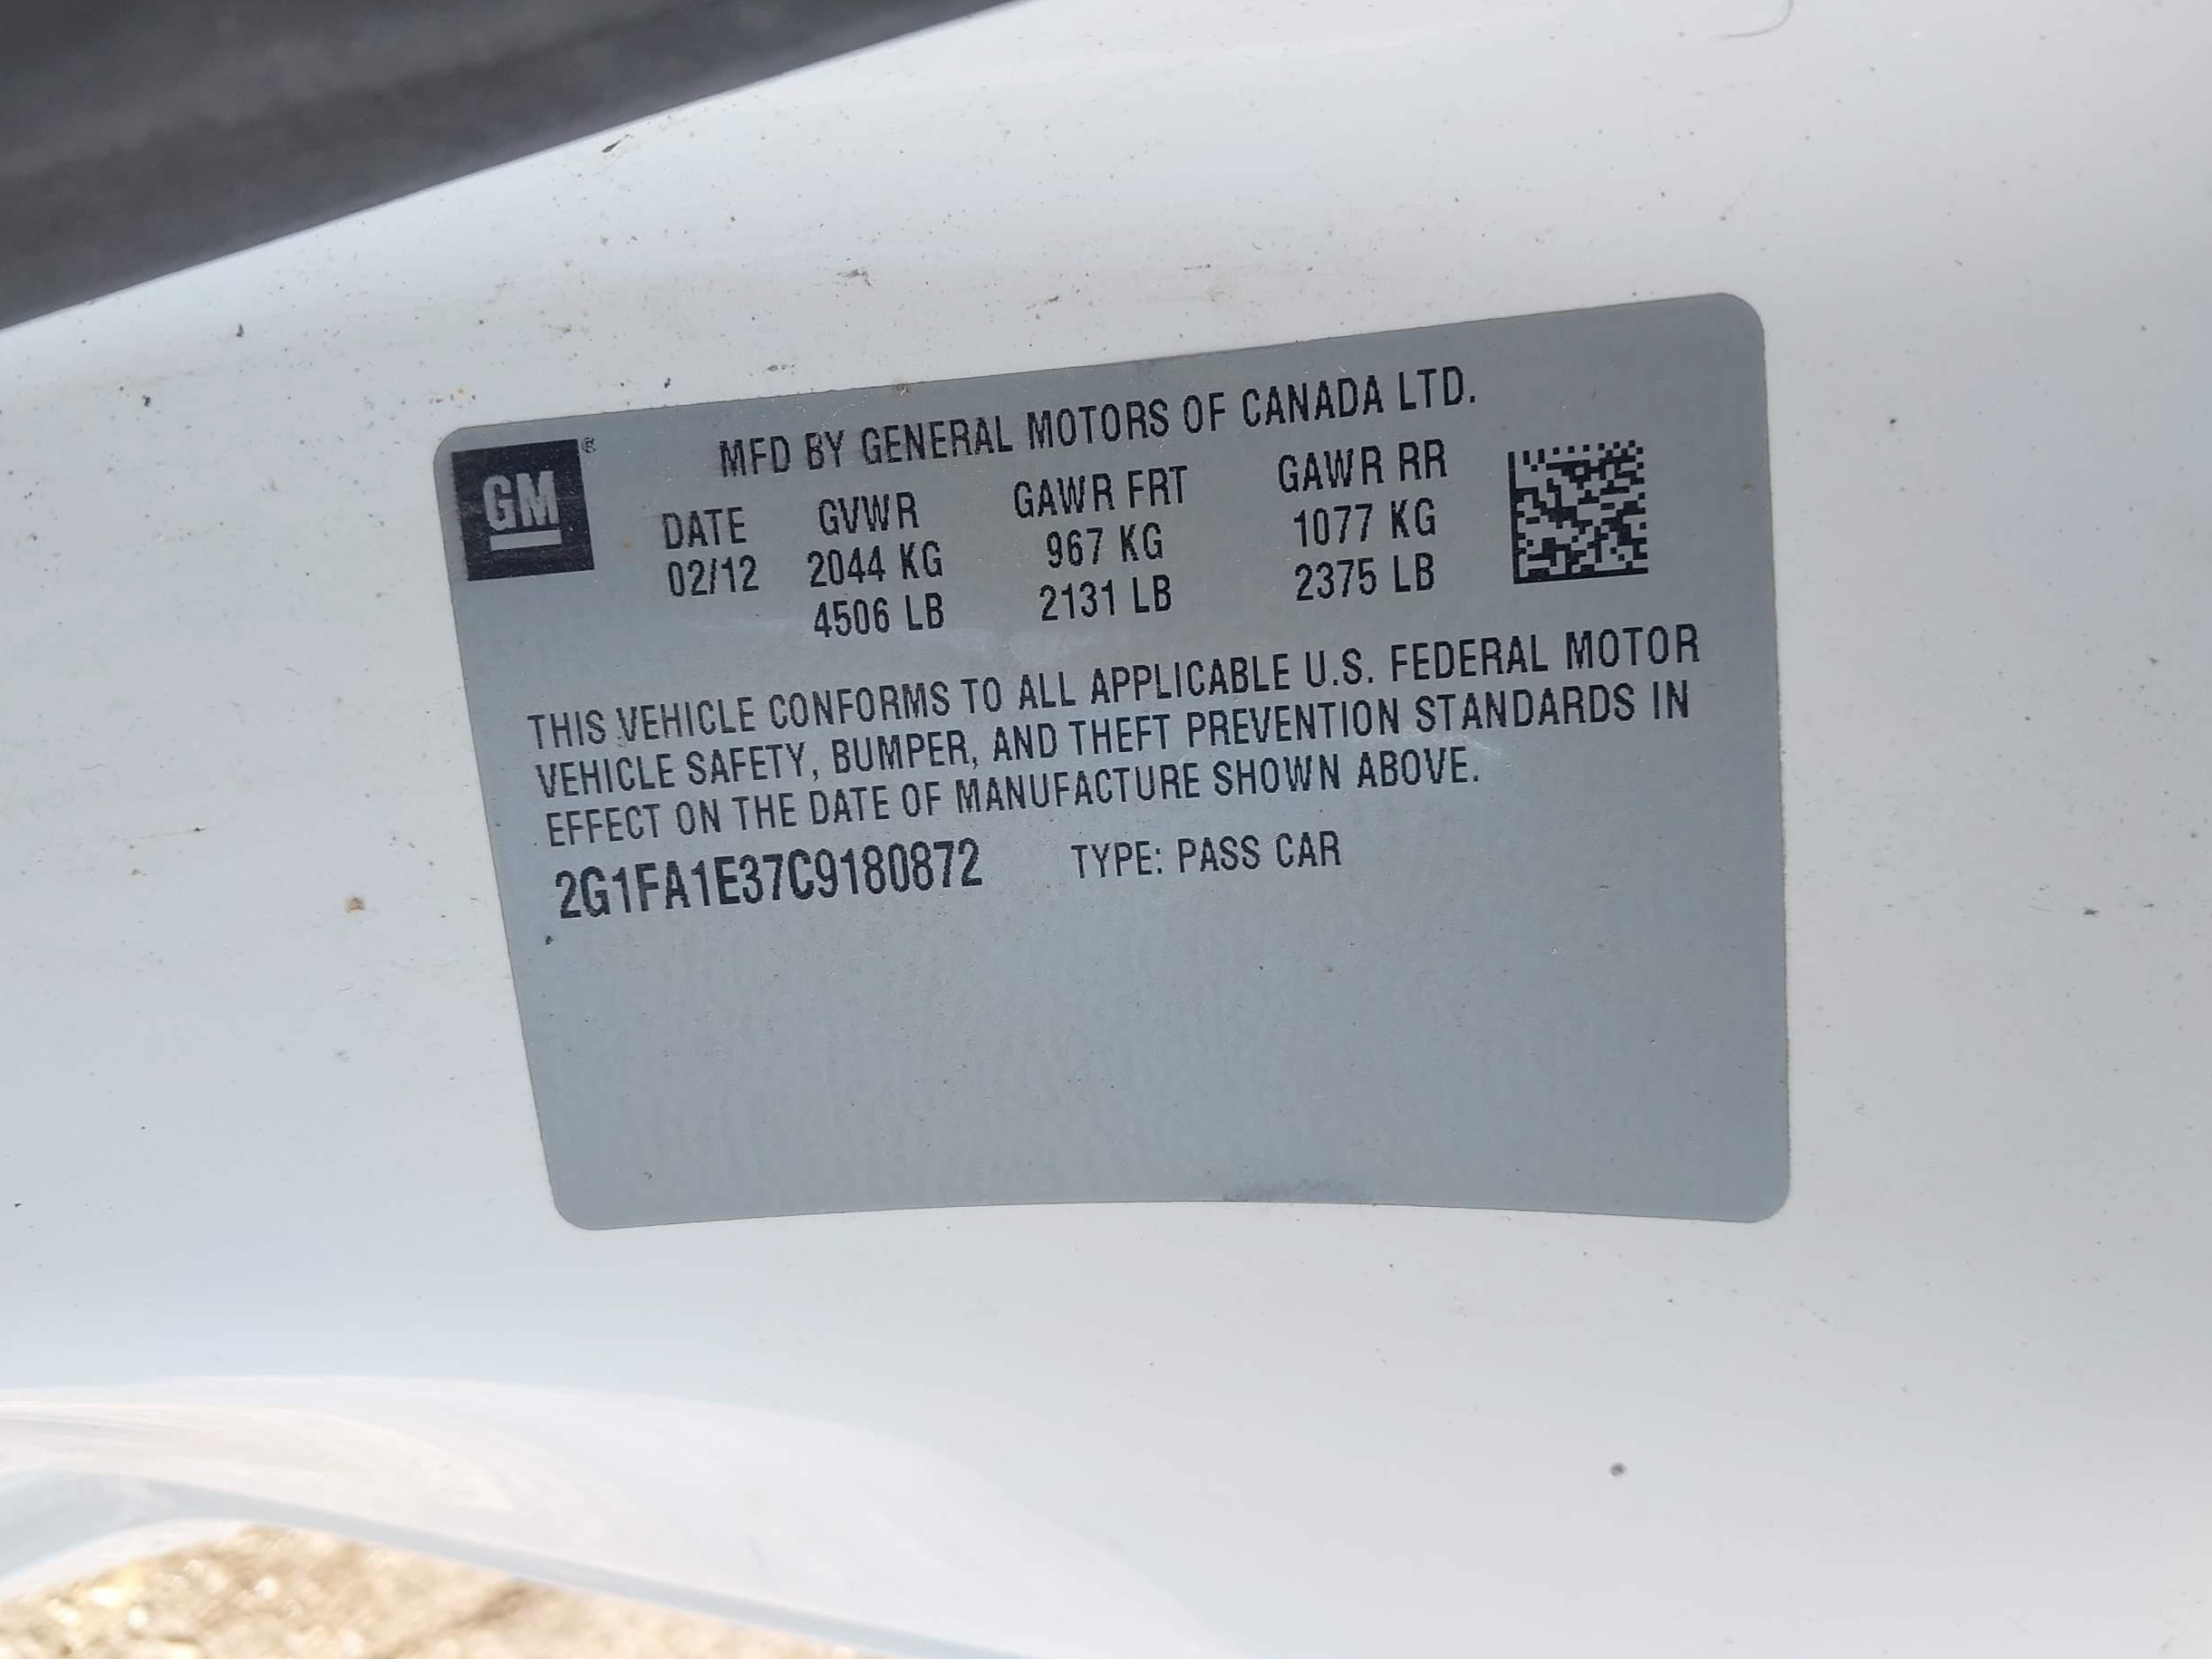 GM®
MFD BY GENERAL MOTORS OF CANADA LTD.
DATE GVWR GAWR FRT GAWR RR
02/12 2044 KG 967 KG 1077 KG
4506 LB 2131 LB 2375 LB
THIS VEHICLE CONFORMS TO ALL APPLICABLE U.S. FEDERAL MOTOR
VEHICLE SAFETY, BUMPER, AND THEFT PREVENTION STANDARDS IN
EFFECT ON THE DATE OF MANUFACTURE SHOWN ABOVE.
2G1FA1E37C9180872 TYPE: PASS CAR